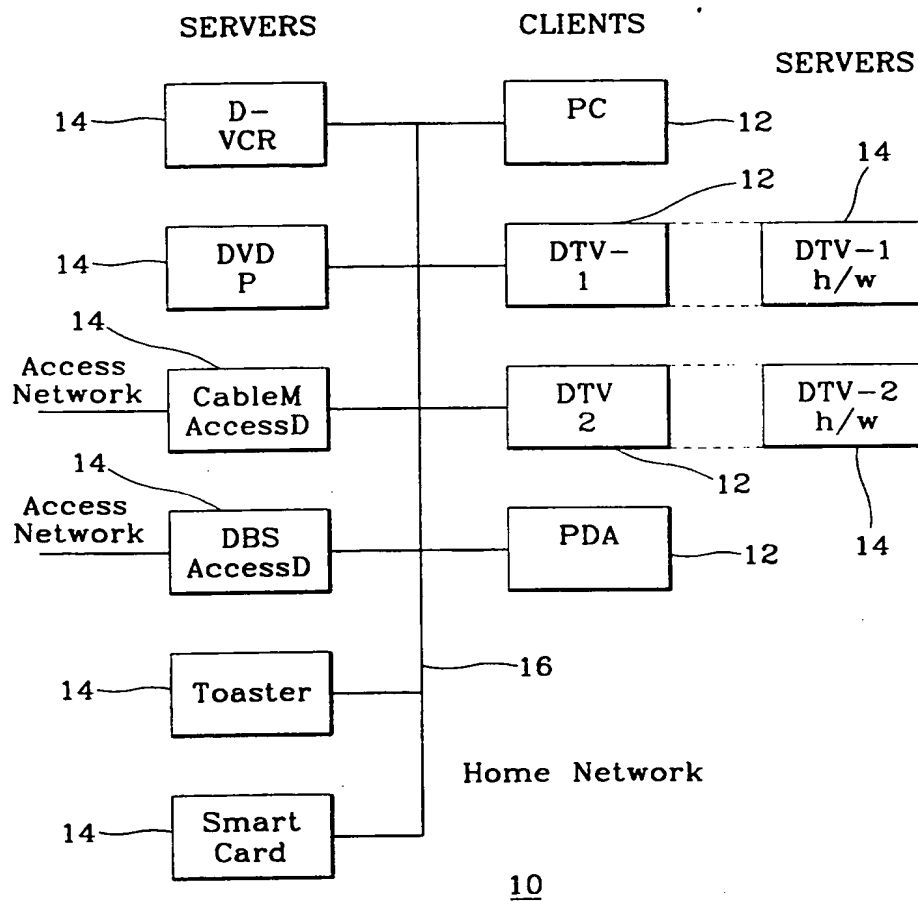 SERVERS
CLIENTS
SERVERS
14
D-
VCR
PC
12
14
DVD
P
12
DTV-
1
14
DTV-1
h/w
Access
Network
14
CableM
AccessD
DTV
2
12
DTV-2
h/w
14
Access
Network
14
DBS
AccessD
PDA
12
14
Toaster
16
Home Network
14
Smart
Card
10